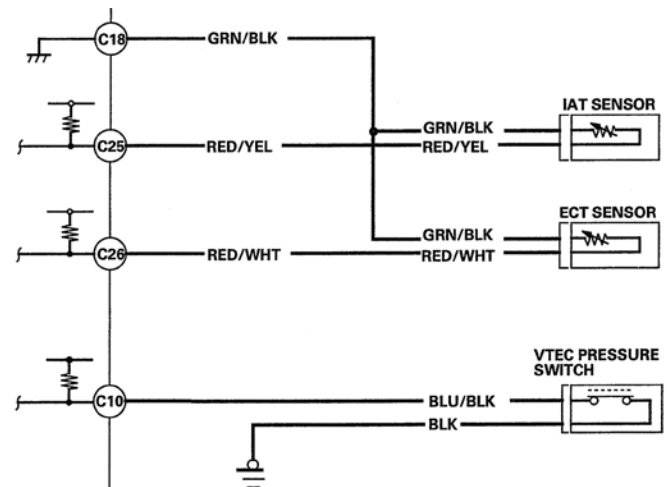 C18 GRN/BLK
IAT SENSOR
GRN/BLK
C25 RED/YEL RED/YEL
ECT SENSOR
GRN/BLK
C26 RED/WHT RED/WHT
VTEC PRESSURE
SWITCH
C10 BLU/BLK
BLK